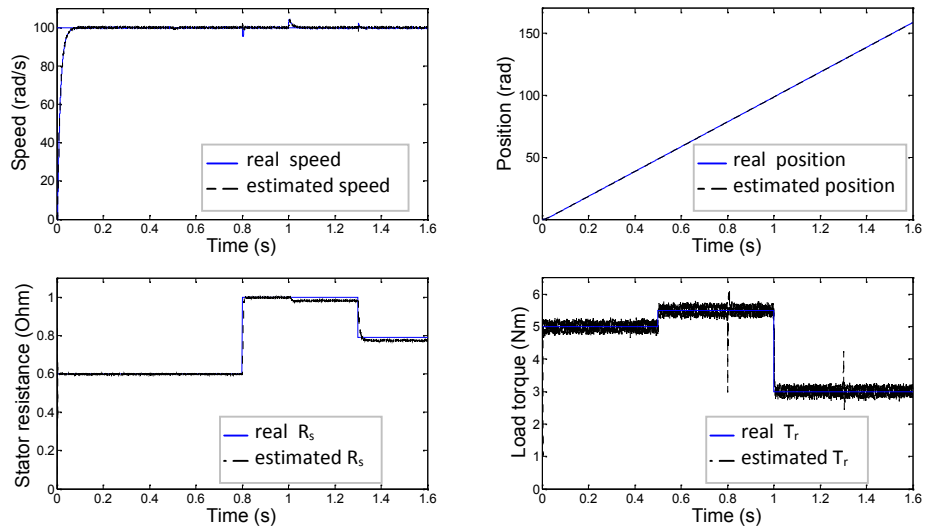 Speed (rad/s)
100
80
60
40
20
0
real speed
estimated speed
0 0.2 0.4 0.6 0.8 1 1.2 1.4 1.6
Time (s)
Position (rad)
150
100
50
0
real position
estimated position
0 0.2 0.4 0.6 0.8 1 1.2 1.4 1.6
Time (s)
Stator resistance (Ohm)
1
0.8
0.6
0.4
0.2
0
real Rs
estimated Rs
0 0.2 0.4 0.6 0.8 1 1.2 1.4 1.6
Time (s)
Load torque (Nm)
6
5
4
3
2
1
0
real Tr
estimated Tr
0 0.2 0.4 0.6 0.8 1 1.2 1.4 1.6
Time (s)